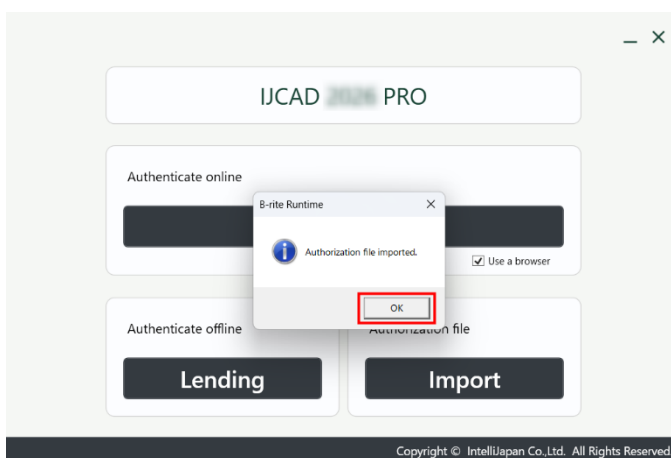 IJCAD PRO
Authenticate online
B-rite Runtime
Authorization file imported.
Use a browser
OK
Authenticate offline
Authorization file
Lending
Import
Copyright © IntelliJapan Co.,Ltd. All Rights Reserved.